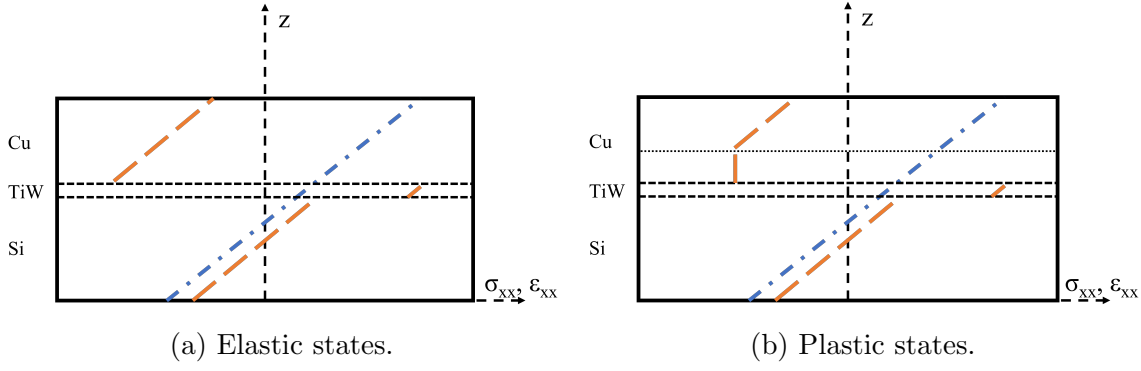 z
Cu
TiW
Si
σxx, εxx
(a) Elastic states.
z
Cu
TiW
Si
σxx, εxx
(b) Plastic states.